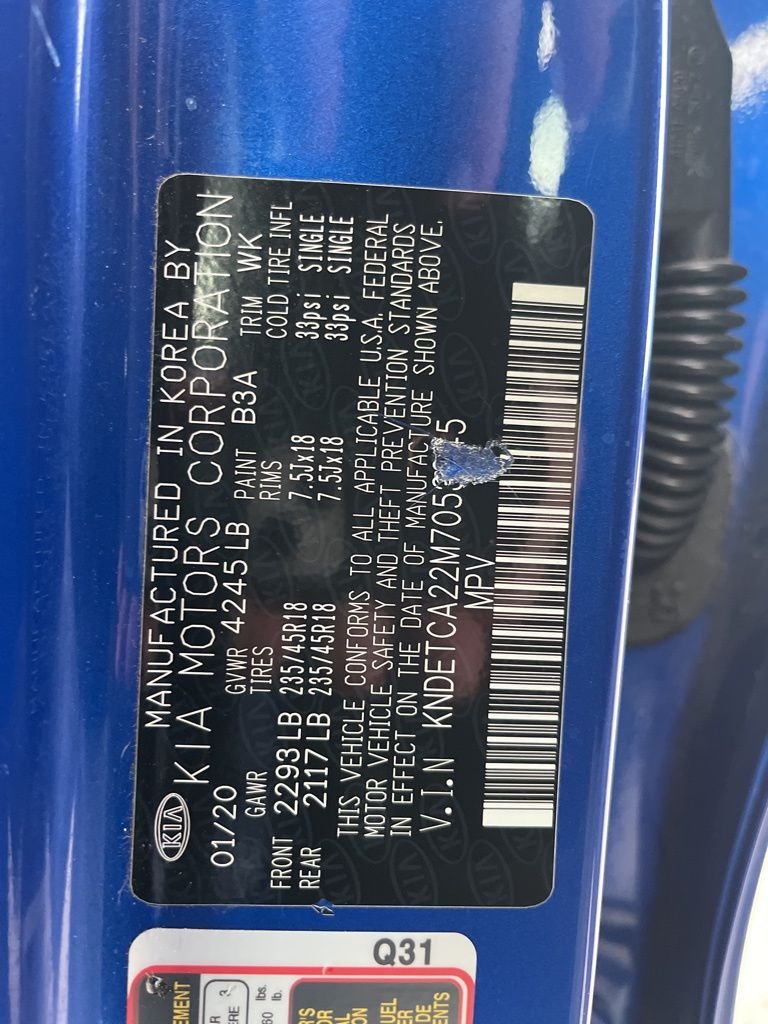 KIA
MANUFACTURED IN KOREA BY
KIA MOTORS CORPORATION
01/20 GVWR 4245LB PAINT B3A TRIM WK
GAWR TIRES RIMS COLD TIRE INFL
FRONT 2293LB 235/45R18 7.5Jx18 33psi SINGLE
REAR 2117LB 235/45R18 7.5Jx18 33psi SINGLE
THIS VEHICLE CONFORMS TO ALL APPLICABLE U.S.A. FEDERAL
MOTOR VEHICLE SAFETY AND THEFT PREVENTION STANDARDS
IN EFFECT ON THE DATE OF MANUFACTURE SHOWN ABOVE.
V.I.N
MPV
Q31